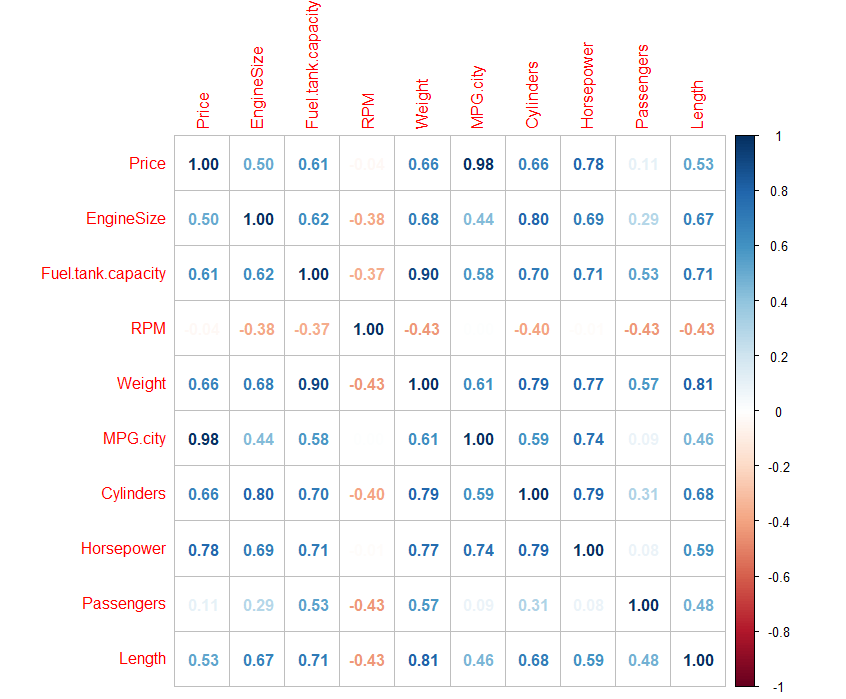 Price EngineSize Fuel.tank.capacity RPM Weight MPG.city Cylinders Horsepower Passengers Length
Price 1.00 0.50 0.61 -0.04 0.66 0.98 0.66 0.78 0.11 0.53
EngineSize 0.50 1.00 0.62 -0.38 0.68 0.44 0.80 0.69 0.29 0.67
Fuel.tank.capacity 0.61 0.62 1.00 -0.37 0.90 0.58 0.70 0.71 0.53 0.71
RPM -0.04 -0.38 -0.37 1.00 -0.43 -0.40 -0.43 -0.43
Weight 0.66 0.68 0.90 -0.43 1.00 0.61 0.79 0.77 0.57 0.81
MPG.city 0.98 0.44 0.58 0.61 1.00 0.59 0.74 0.09 0.46
Cylinders 0.66 0.80 0.70 -0.40 0.79 0.59 1.00 0.79 0.31 0.68
Horsepower 0.78 0.69 0.71 0.77 0.74 0.79 1.00 0.08 0.59
Passengers 0.11 0.29 0.53 -0.43 0.57 0.09 0.31 0.08 1.00 0.48
Length 0.53 0.67 0.71 -0.43 0.81 0.46 0.68 0.59 0.48 1.00
1
0.8
0.6
0.4
0.2
0
-0.2
-0.4
-0.6
-0.8
-1